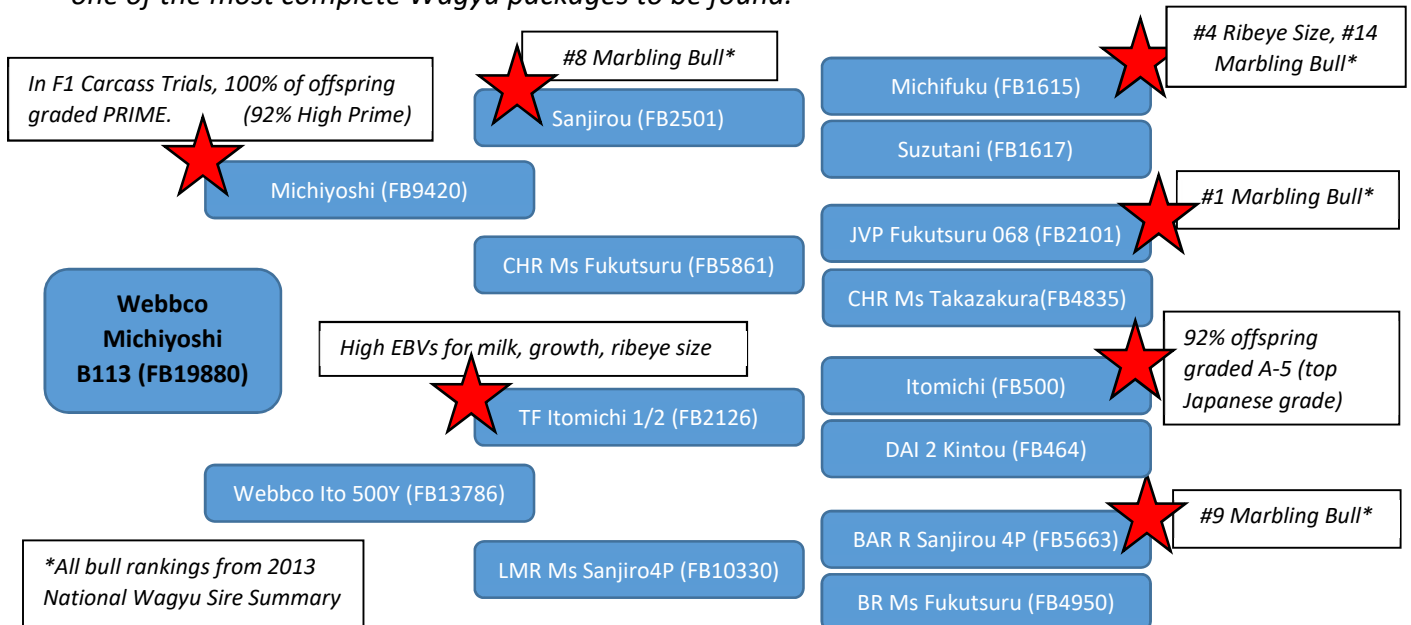 one of the most complete Wagyu packages to be found.
#4 Ribeye Size, #14
Marbling Bull*
#8 Marbling Bull*
In F1 Carcass Trials, 100% of offspring
graded PRIME. (92% High Prime)
Michifuku (FB1615)
Sanjirou (FB2501)
Suzutani (FB1617)
Michiyoshi (FB9420)
#1 Marbling Bull*
JVP Fukutsuru 068 (FB2101)
CHR Ms Fukutsuru (FB5861)
CHR Ms Takazakura(FB4835)
Webbco
Michiyoshi
B113 (FB19880)
High EBVs for milk, growth, ribeye size
92% offspring
graded A-5 (top
Japanese grade)
Itomichi (FB500)
TF Itomichi 1/2 (FB2126)
DAI 2 Kintou (FB464)
Webbco Ito 500Y (FB13786)
#9 Marbling Bull*
BAR R Sanjirou 4P (FB5663)
LMR Ms Sanjiro4P (FB10330)
BR Ms Fukutsuru (FB4950)
*All bull rankings from 2013
National Wagyu Sire Summary